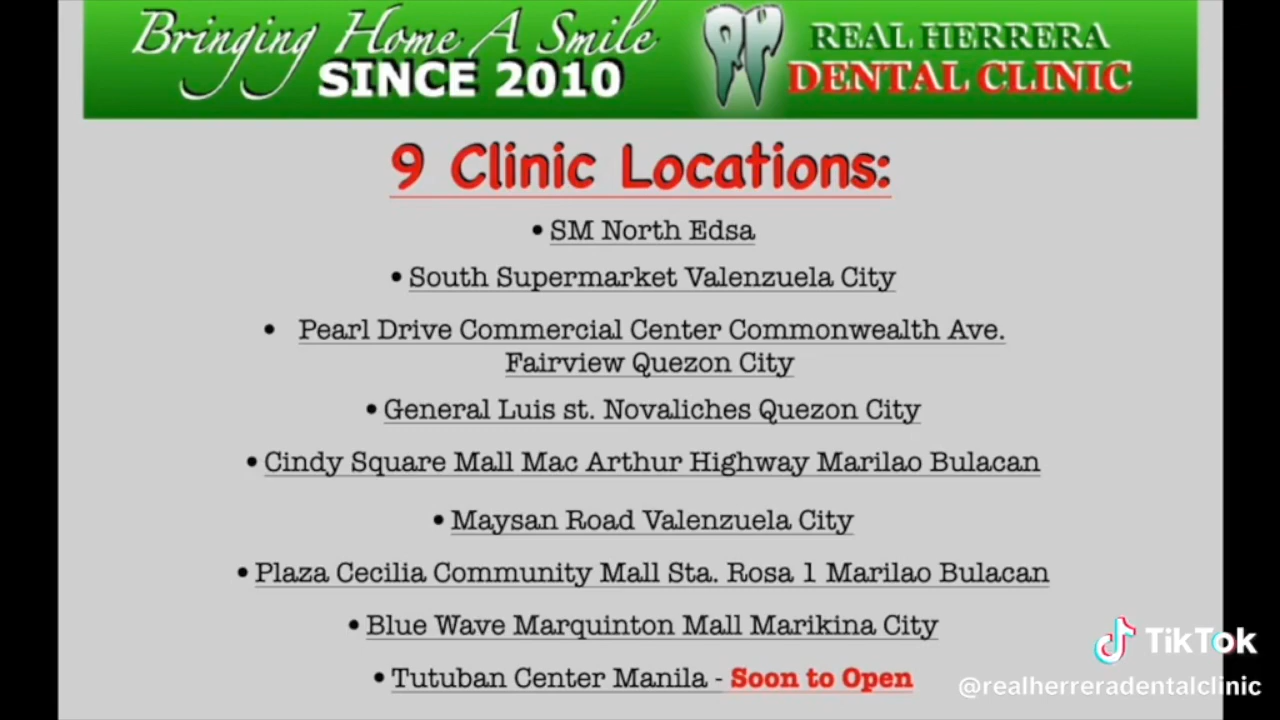 Bringing Home A Smile
SINCE 2010
REAL HERRERA
DENTAL CLINIC
9 Clinic Locations:
• SM North Edsa
• South Supermarket Valenzuela City
• Pearl Drive Commercial Center Commonwealth Ave.
Fairview Quezon City
• General Luis st. Novaliches Quezon City
• Cindy Square Mall Mac Arthur Highway Marilao Bulacan
• Maysan Road Valenzuela City
• Plaza Cecilia Community Mall Sta. Rosa 1 Marilao Bulacan
• Blue Wave Marquinton Mall Marikina City
• Tutuban Center Manila - Soon to Open
TikTok
@realherreradentalclinic